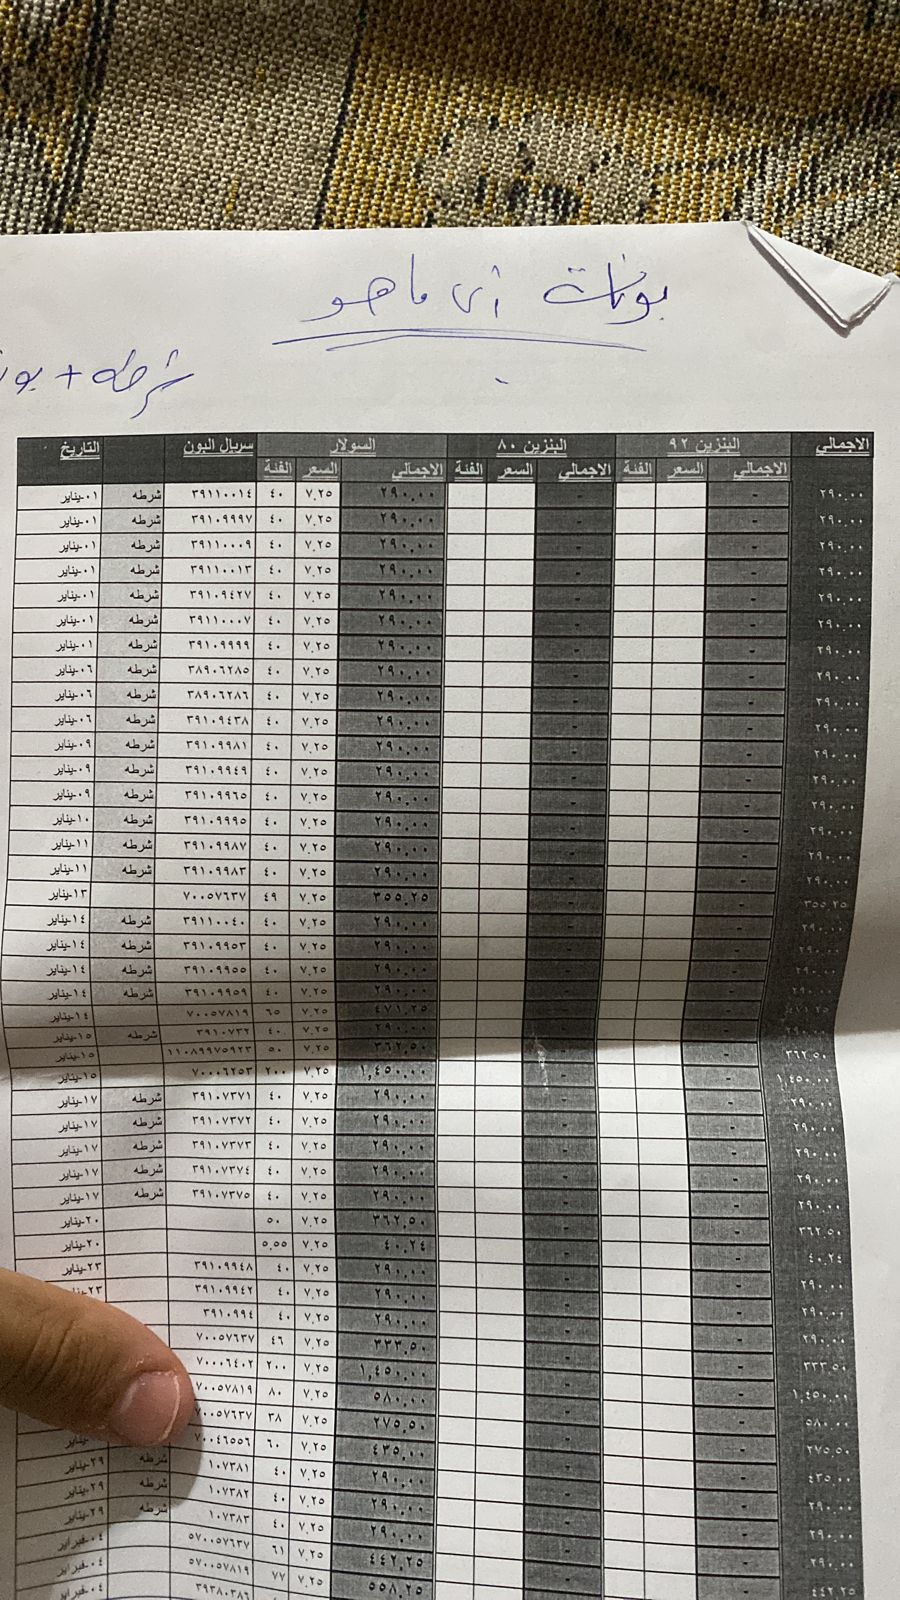 بونات أى ماهو
شرطه + بو
الاجمالي بنزين ٩٢ البنزين ٨٠ السولار سريال البون التاريخ
الاجمالي السعر الفئة الاجمالي السعر الفئة الاجمالي السعر الفئة
٢٩٠.٠٠ - - ٢٩٠.٠٠ ٧.٢٥ ٤٠ ٣٩١١٠٠١٤ شرطه ٠١-يناير
٢٩٠.٠٠ - - ٢٩٠.٠٠ ٧.٢٥ ٤٠ ٣٩١٠٩٩٩٧ شرطه ٠١-يناير
٢٩٠.٠٠ - - ٢٩٠.٠٠ ٧.٢٥ ٤٠ ٣٩١١٠٠٠٩ شرطه ٠١-يناير
٢٩٠.٠٠ - - ٢٩٠.٠٠ ٧.٢٥ ٤٠ ٣٩١١٠٠١٣ شرطه ٠١-يناير
٢٩٠.٠٠ - - ٢٩٠.٠٠ ٧.٢٥ ٤٠ ٣٩١٠٩٤٢٧ شرطه ٠١-يناير
٢٩٠.٠٠ - - ٢٩٠.٠٠ ٧.٢٥ ٤٠ ٣٩١١٠٠٠٧ شرطه ٠١-يناير
٢٩٠.٠٠ - - ٢٩٠.٠٠ ٧.٢٥ ٤٠ ٣٩١٠٩٩٩٩ شرطه ٠١-يناير
٢٩٠.٠٠ - - ٢٩٠.٠٠ ٧.٢٥ ٤٠ ٣٨٩٠٦٢٨٥ شرطه ٠٦-يناير
٢٩٠.٠٠ - - ٢٩٠.٠٠ ٧.٢٥ ٤٠ ٣٨٩٠٦٢٨٦ شرطه ٠٦-يناير
٢٩٠.٠٠ - - ٢٩٠.٠٠ ٧.٢٥ ٤٠ ٣٩١٠٩٤٣٨ شرطه ٠٦-يناير
٢٩٠.٠٠ - - ٢٩٠.٠٠ ٧.٢٥ ٤٠ ٣٩١٠٩٩٨١ شرطه ٠٩-يناير
٢٩٠.٠٠ - - ٢٩٠.٠٠ ٧.٢٥ ٤٠ ٣٩١٠٩٩٤٩ شرطه ٠٩-يناير
٢٩٠.٠٠ - - ٢٩٠.٠٠ ٧.٢٥ ٤٠ ٣٩١٠٩٩٦٥ شرطه ٠٩-يناير
٢٩٠.٠٠ - - ٢٩٠.٠٠ ٧.٢٥ ٤٠ ٣٩١٠٩٩٩٥ شرطه ١٠-يناير
٢٩٠.٠٠ - - ٢٩٠.٠٠ ٧.٢٥ ٤٠ ٣٩١٠٩٩٨٧ شرطه ١١-يناير
٢٩٠.٠٠ - - ٢٩٠.٠٠ ٧.٢٥ ٤٠ ٣٩١٠٩٩٨٣ شرطه ١١-يناير
٣٥٥.٢٥ - - ٣٥٥.٢٥ ٧.٢٥ ٤٩ ٧٠٠٥٧٦٣٧ ١٣-يناير
٢٩٠.٠٠ - - ٢٩٠.٠٠ ٧.٢٥ ٤٠ ٣٩١١٠٠٤٠ شرطه ١٤-يناير
٢٩٠.٠٠ - - ٢٩٠.٠٠ ٧.٢٥ ٤٠ ٣٩١٠٩٩٥٣ شرطه ١٤-يناير
٢٩٠.٠٠ - - ٢٩٠.٠٠ ٧.٢٥ ٤٠ ٣٩١٠٩٩٥٥ شرطه ١٤-يناير
٢٩٠.٠٠ - - ٢٩٠.٠٠ ٧.٢٥ ٤٠ ٣٩١٠٩٩٥٩ شرطه ١٤-يناير
٤٧١.٢٥ - - ٤٧١.٢٥ ٧.٢٥ ٦٥ ٧٠٠٥٧٨١٩ ١٤-يناير
٢٩٠.٠٠ - - ٢٩٠.٠٠ ٧.٢٥ ٤٠ ٣٩١٠٧٣٢ شرطه ١٥-يناير
٣٦٢.٥٠ - - ٣٦٢.٥٠ ٧.٢٥ ٥٠ ١١٠٨٩٩٧٥٩٢٣ ١٥-يناير
١,٤٥٠.٠٠ - - ١,٤٥٠.٠٠ ٧.٢٥ ٢٠٠ ٧٠٠٠٦٢٥٣ ١٥-يناير
٢٩٠.٠٠ - - ٢٩٠.٠٠ ٧.٢٥ ٤٠ ٣٩١٠٧٣٧١ شرطه ١٧-يناير
٢٩٠.٠٠ - - ٢٩٠.٠٠ ٧.٢٥ ٤٠ ٣٩١٠٧٣٧٢ شرطه ١٧-يناير
٢٩٠.٠٠ - - ٢٩٠.٠٠ ٧.٢٥ ٤٠ ٣٩١٠٧٣٧٣ شرطه ١٧-يناير
٢٩٠.٠٠ - - ٢٩٠.٠٠ ٧.٢٥ ٤٠ ٣٩١٠٧٣٧٤ شرطه ١٧-يناير
٢٩٠.٠٠ - - ٢٩٠.٠٠ ٧.٢٥ ٤٠ ٣٩١٠٧٣٧٥ شرطه ١٧-يناير
٣٦٢.٥٠ - - ٣٦٢.٥٠ ٧.٢٥ ٥٠ ٢٠-يناير
٤٠.٢٤ - - ٤٠.٢٤ ٧.٢٥ ٥.٥٥ ٢٠-يناير
٢٩٠.٠٠ - - ٢٩٠.٠٠ ٧.٢٥ ٤٠ ٣٩١٠٩٩٤٨ ٢٣-يناير
٢٩٠.٠٠ - - ٢٩٠.٠٠ ٧.٢٥ ٤٠ ٣٩١٠٩٩٤٢ ٢٣-يناير
٢٩٠.٠٠ - - ٢٩٠.٠٠ ٧.٢٥ ٤٠ ٣٩١٠٩٩٤
٣٣٣.٥٠ - - ٣٣٣.٥٠ ٧.٢٥ ٤٦ ٧٠٠٥٧٦٣٧
١,٤٥٠.٠٠ - - ١,٤٥٠.٠٠ ٧.٢٥ ٢٠٠ ٧٠٠٠٦٤٠٢
٥٨٠.٠٠ - - ٥٨٠.٠٠ ٧.٢٥ ٨٠ ٧٠٠٥٧٨١٩
٢٧٥.٥٠ - - ٢٧٥.٥٠ ٧.٢٥ ٣٨ ٧٠٠٥٧٦٣٧
٤٣٥.٠٠ - - ٤٣٥.٠٠ ٧.٢٥ ٦٠ ٧٠٠٤٦٥٥٦
٢٩٠.٠٠ - - ٢٩٠.٠٠ ٧.٢٥ ٤٠ ١٠٧٣٨١ شرطه ٢٩-يناير
٢٩٠.٠٠ - - ٢٩٠.٠٠ ٧.٢٥ ٤٠ ١٠٧٣٨٢ شرطه ٢٩-يناير
٢٩٠.٠٠ - - ٢٩٠.٠٠ ٧.٢٥ ٤٠ ١٠٧٣٨٣ شرطه ٢٩-يناير
٤٤٢.٢٥ - - ٤٤٢.٢٥ ٧.٢٥ ٦١ ٥٧٠٠٥٧٦٣٧ ٠٤-فبراير
٥٥٨.٢٥ ٧.٢٥ ٧٧ ٥٧٠٠٥٧٨١٩ ٠٤-فبراير
٣٩٣٨٠٣٨٦ ٠٤-فبراير